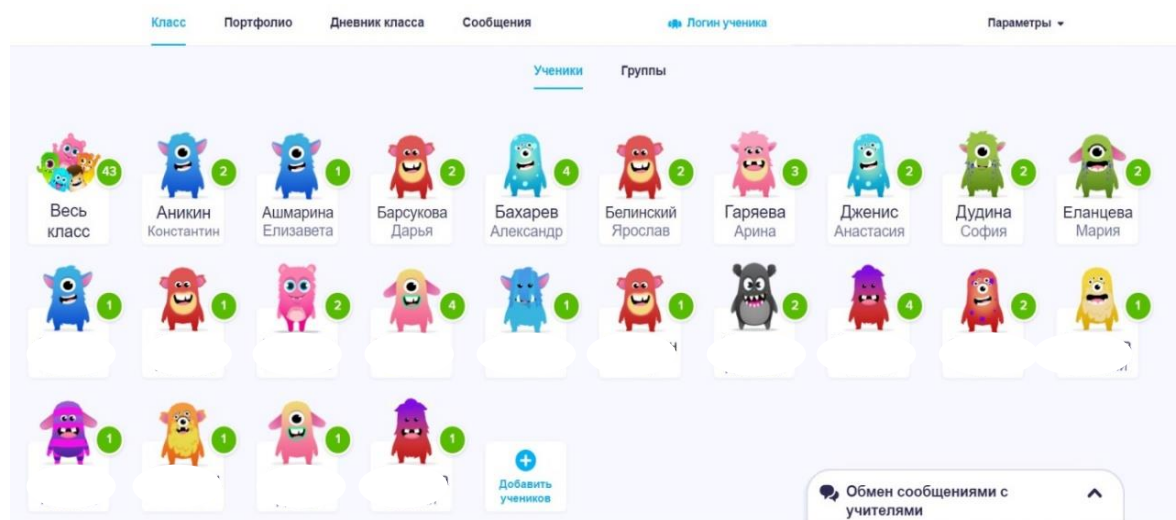 Класс Портфолио Дневник класса Сообщения Логин ученика Параметры
Ученики Группы
43 2 1 2 4 2 3 2 2 2
Весь Аникин Ашмарина Барсукова Бахарев Белинский Гаряева Дженис Дудина Еланцева
класс Константин Елизавета Дарья Александр Ярослав Арина Анастасия София Мария
1 1 2 4 1 1 2 4 2 1
1 1 1 1
Добавить
учеников
Обмен сообщениями с
учителями